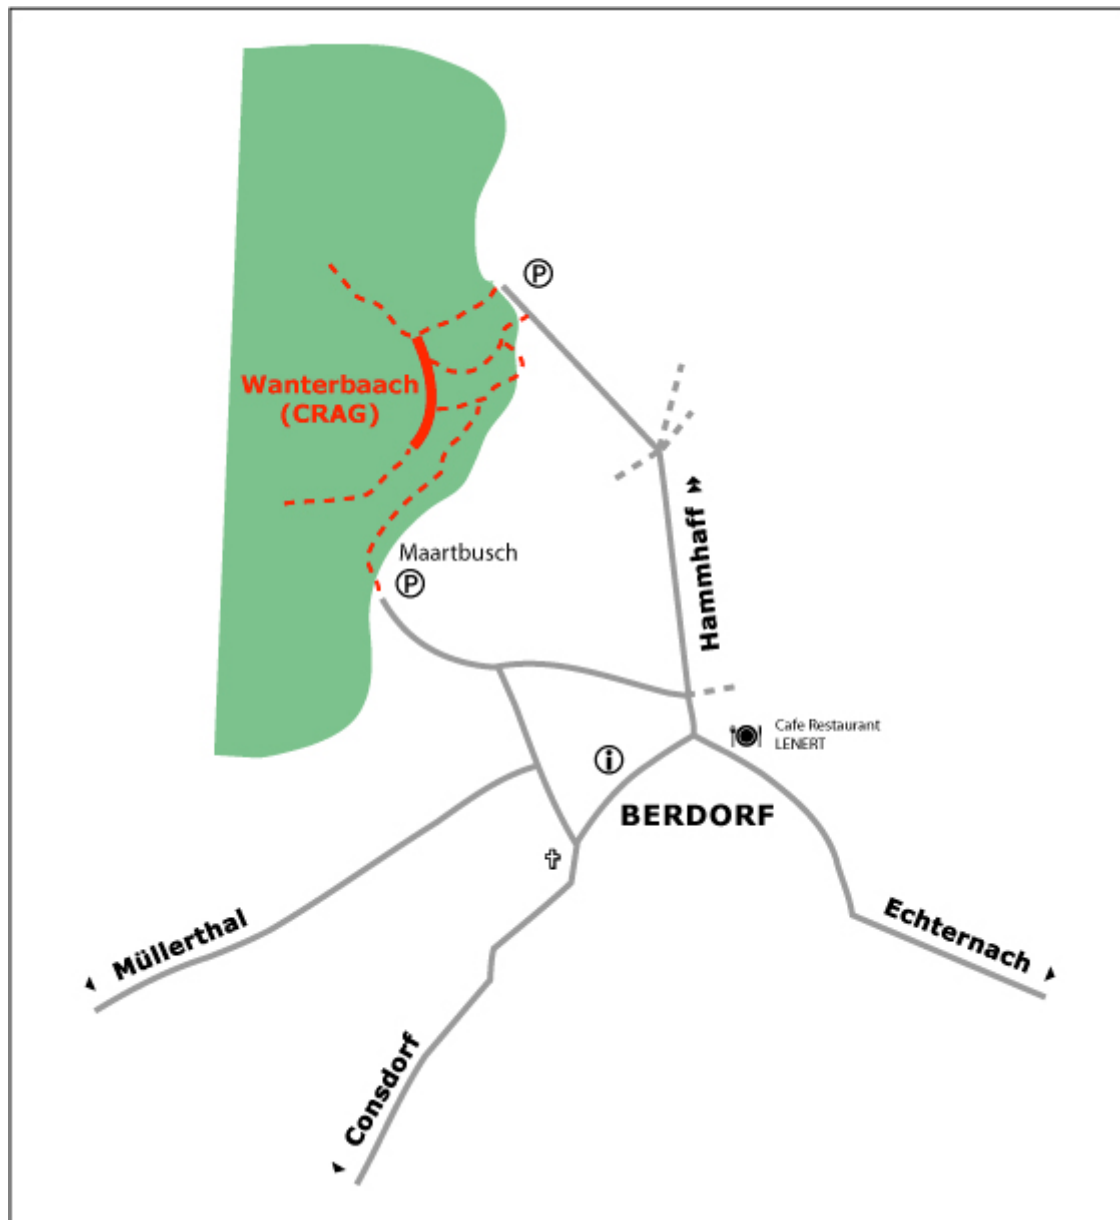 P
Wanterbaach
(CRAG)
Maartbusch
P
Hammhaff
Cafe Restaurant
LENERT
i
BERDORF
Müllerthal
Echternach
Consdorf